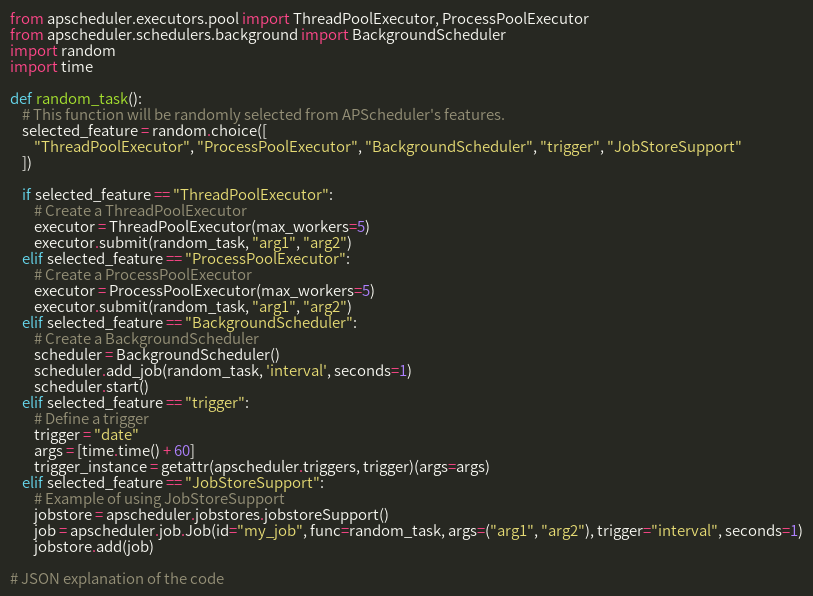 from apscheduler.executors.pool import ThreadPoolExecutor, ProcessPoolExecutor
from apscheduler.schedulers.background import BackgroundScheduler
import random
import time

def random_task():
    # This function will be randomly selected from APScheduler's features.
    selected_feature = random.choice([
        "ThreadPoolExecutor", "ProcessPoolExecutor", "BackgroundScheduler", "trigger", "JobStoreSupport"
    ])

    if selected_feature == "ThreadPoolExecutor":
        # Create a ThreadPoolExecutor
        executor = ThreadPoolExecutor(max_workers=5)
        executor.submit(random_task, "arg1", "arg2")
    elif selected_feature == "ProcessPoolExecutor":
        # Create a ProcessPoolExecutor
        executor = ProcessPoolExecutor(max_workers=5)
        executor.submit(random_task, "arg1", "arg2")
    elif selected_feature == "BackgroundScheduler":
        # Create a BackgroundScheduler
        scheduler = BackgroundScheduler()
        scheduler.add_job(random_task, 'interval', seconds=1)
        scheduler.start()
    elif selected_feature == "trigger":
        # Define a trigger
        trigger = "date"
        args = [time.time() + 60]
        trigger_instance = getattr(apscheduler.triggers, trigger)(args=args)
    elif selected_feature == "JobStoreSupport":
        # Example of using JobStoreSupport
        jobstore = apscheduler.jobstores.jobstoreSupport()
        job = apscheduler.job.Job(id="my_job", func=random_task, args=("arg1", "arg2"), trigger="interval", seconds=1)
        jobstore.add(job)

# JSON explanation of the code